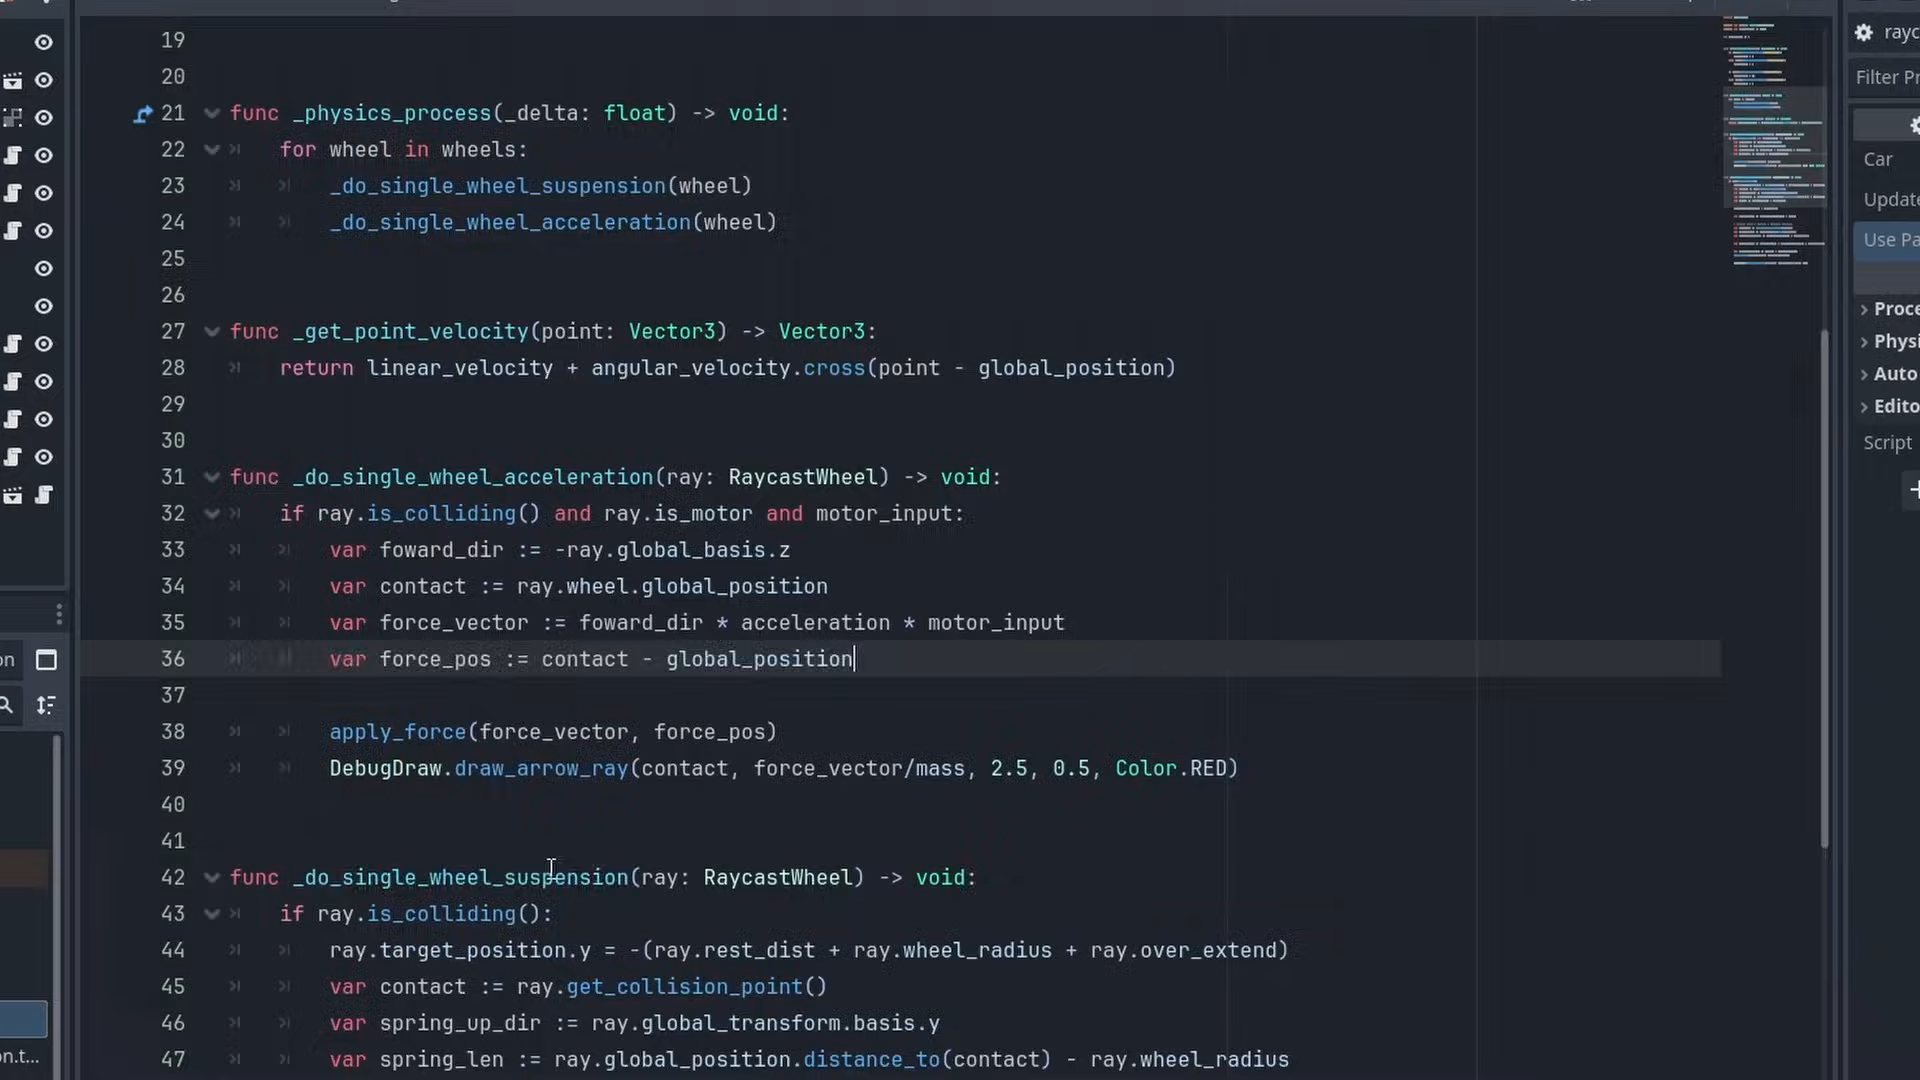 19
20
21 func _physics_process(_delta: float) -> void:
22 for wheel in wheels:
23 _do_single_wheel_suspension(wheel)
24 _do_single_wheel_acceleration(wheel)
25
26
27 func _get_point_velocity(point: Vector3) -> Vector3:
28 return linear_velocity + angular_velocity.cross(point - global_position)
29
30
31 func _do_single_wheel_acceleration(ray: RaycastWheel) -> void:
32 if ray.is_colliding() and ray.is_motor and motor_input:
33 var foward_dir := -ray.global_basis.z
34 var contact := ray.wheel.global_position
35 var force_vector := foward_dir * acceleration * motor_input
36 var force_pos := contact - global_position
37
38 apply_force(force_vector, force_pos)
39 DebugDraw.draw_arrow_ray(contact, force_vector/mass, 2.5, 0.5, Color.RED)
40
41
42 func _do_single_wheel_suspension(ray: RaycastWheel) -> void:
43 if ray.is_colliding():
44 ray.target_position.y = -(ray.rest_dist + ray.wheel_radius + ray.over_extend)
45 var contact := ray.get_collision_point()
46 var spring_up_dir := ray.global_transform.basis.y
47 var spring_len := ray.global_position.distance_to(contact) - ray.wheel_radius
on
n.t...
rayc
Filter Pr
Car
Update
Use Pa
Proce
Physi
Auto
Edito
Script